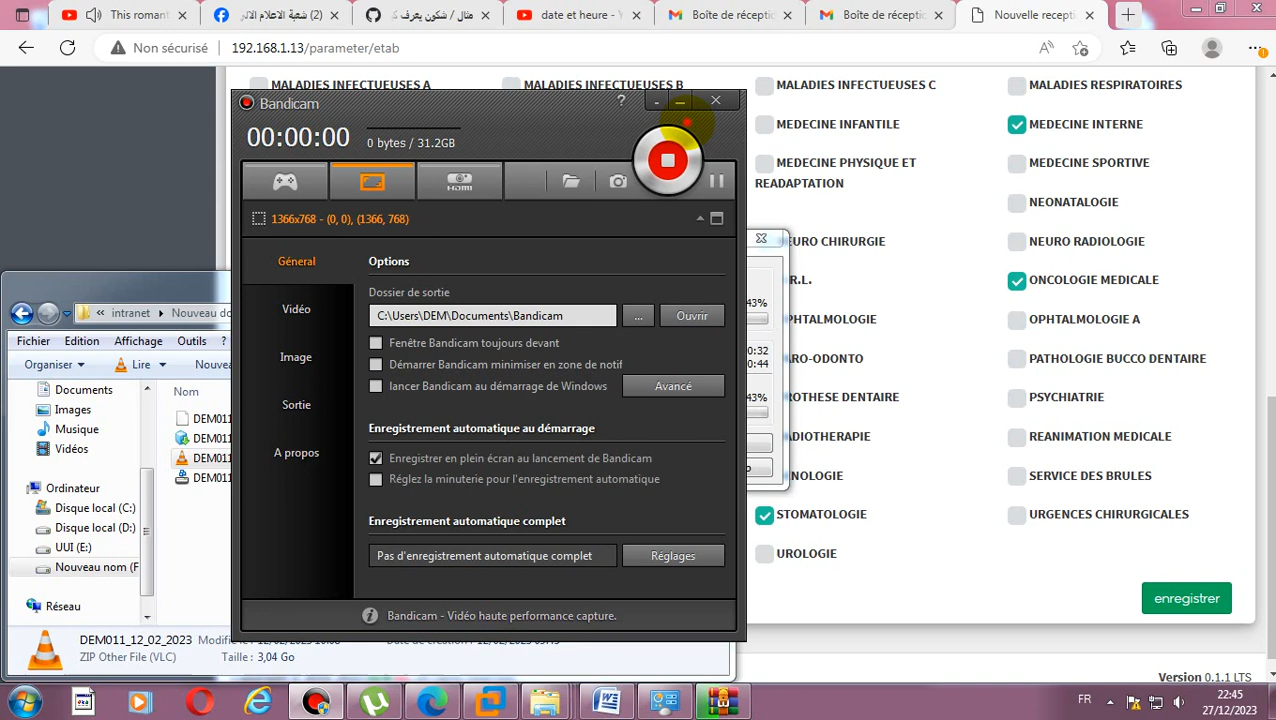 This romant
(2) شعبة الاعلام الالي
مثال / شكون يعرف كي
date et heure - Y
Boîte de réceptic
Boîte de réceptio
Nouvelle recepti
Non sécurisé
192.168.1.13/parameter/etab
MALADIES INFECTUEUSES A
MALADIES INFECTUEUSES B
MALADIES INFECTUEUSES C
MALADIES RESPIRATOIRES
MEDECINE INFANTILE
MEDECINE INTERNE
MEDECINE PHYSIQUE ET
READAPTATION
MEDECINE SPORTIVE
NEONATALOGIE
EURO CHIRURGIE
NEURO RADIOLOGIE
R.L.
ONCOLOGIE MEDICALE
PHTALMOLOGIE
OPHTALMOLOGIE A
ARO-ODONTO
PATHOLOGIE BUCCO DENTAIRE
ROTHESE DENTAIRE
PSYCHIATRIE
ADIOTHERAPIE
REANIMATION MEDICALE
NOLOGIE
SERVICE DES BRULES
STOMATOLOGIE
URGENCES CHIRURGICALES
UROLOGIE
enregistrer
Version 0.1.1 LTS
43%
0:32
0:44
43%
Bandicam
?
00:00:00
0 bytes / 31.2GB
HDMI
1366x768 - (0, 0), (1366, 768)
Géneral
Vidéo
Image
Sortie
A propos
Options
Dossier de sortie
C:\Users\DEM\Documents\Bandicam
...
Ouvrir
Fenêtre Bandicam toujours devant
Démarrer Bandicam minimiser en zone de notif
lancer Bandicam au démarrage de Windows
Avancé
Enregistrement automatique au démarrage
Enregistrer en plein écran au lancement de Bandicam
Réglez la minuterie pour l'enregistrement automatique
Enregistrement automatique complet
Pas d'enregistrement automatique complet
Réglages
Bandicam - Vidéo haute performance capture.
« intranet ▸ Nouveau do
Fichier Edition Affichage Outils
Organiser Lire Nouveau
Documents
Images
Musique
Vidéos
Ordinateur
Disque local (C:)
Disque local (D:)
UUI (E:)
Nouveau nom (F
Réseau
Nom
DEM011
DEM011
DEM011
DEM011
DEM011_12_02_2023
ZIP Other File (VLC)
Taille : 3,04 Go
FR
22:45
27/12/2023